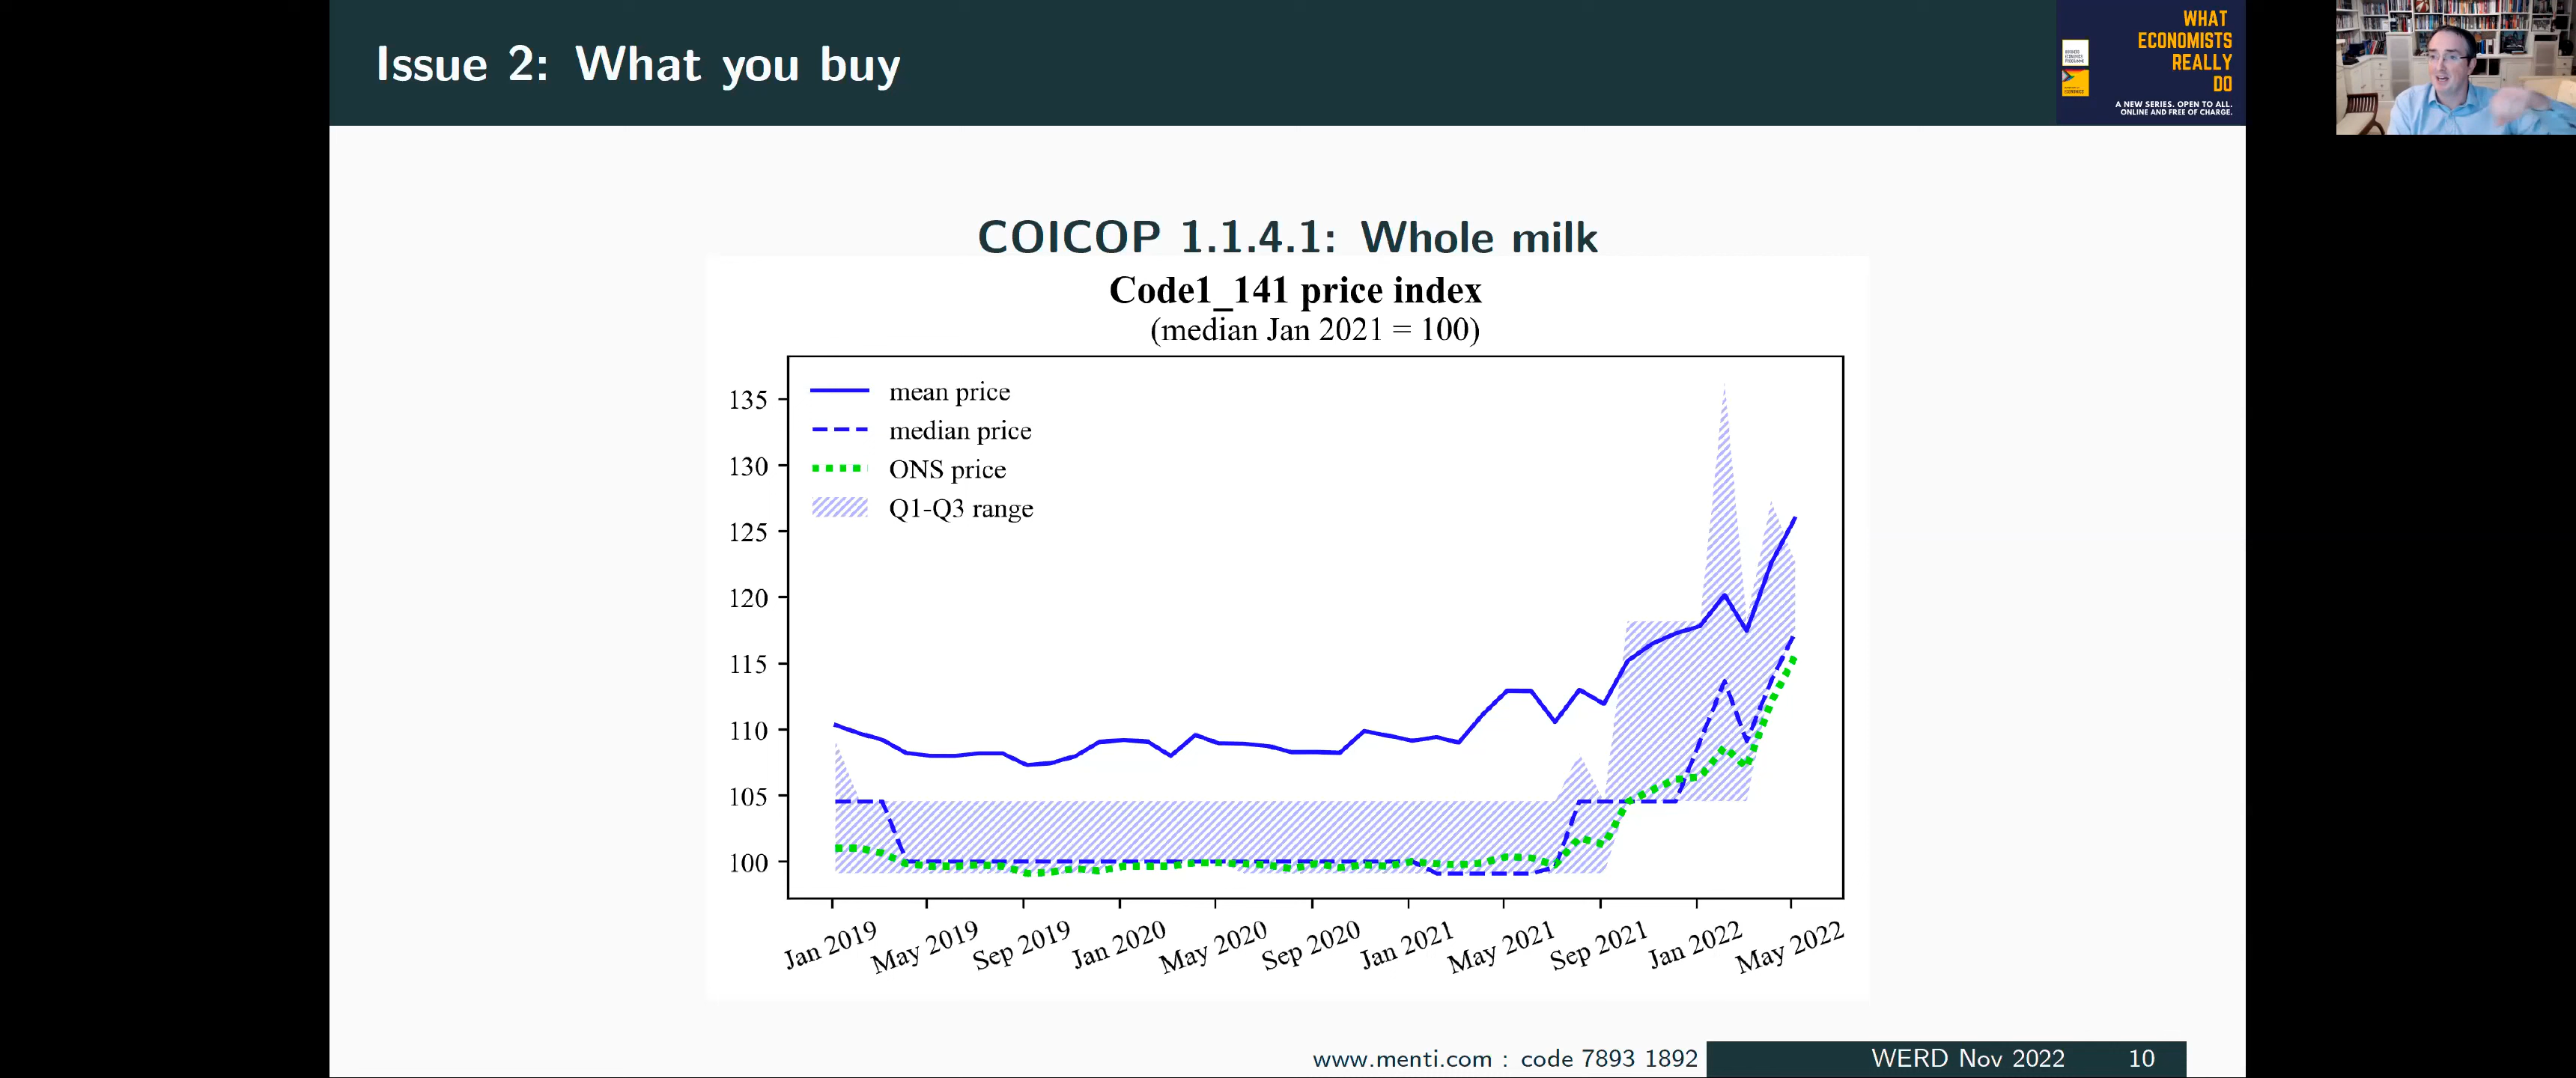 Issue 2: What you buy
WHAT
ECONOMISTS
REALLY
DO
A NEW SERIES. OPEN TO ALL.
ONLINE AND FREE OF CHARGE.
COICOP 1.1.4.1: Whole milk
Code1_141 price index
(median Jan 2021 = 100)
mean price
median price
ONS price
Q1-Q3 range
135
130
125
120
115
110
105
100
Jan 2019
May 2019
Sep 2019
Jan 2020
May 2020
Sep 2020
Jan 2021
May 2021
Sep 2021
Jan 2022
May 2022
www.menti.com : code 7893 1892
WERD Nov 2022
10